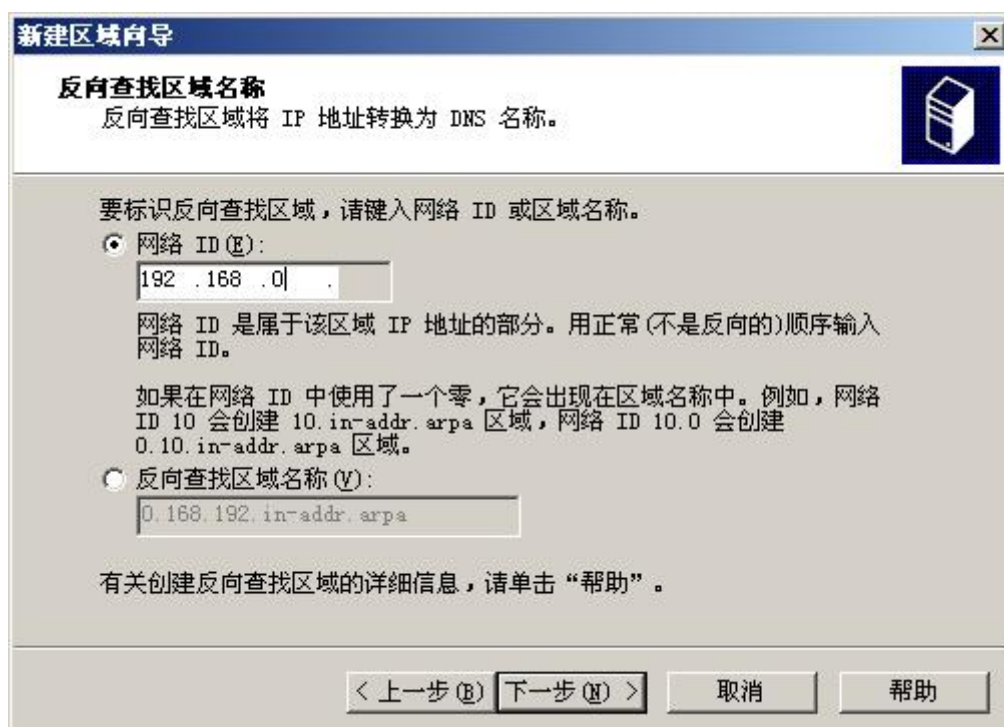 新建区域向导
反向查找区域名称
反向查找区域将 IP 地址转换为 DNS 名称。
要标识反向查找区域，请键入网络 ID 或区域名称。
网络 ID(E):
192 .168 .0 .
网络 ID 是属于该区域 IP 地址的部分。用正常(不是反向的)顺序输入
网络 ID。
如果在网络 ID 中使用了一个零，它会出现在区域名称中。例如，网络
ID 10 会创建 10.in-addr.arpa 区域，网络 ID 10.0 会创建
0.10.in-addr.arpa 区域。
反向查找区域名称(V):
0.168.192.in-addr.arpa
有关创建反向查找区域的详细信息，请单击“帮助”。
< 上一步(B) 下一步(N) > 取消 帮助